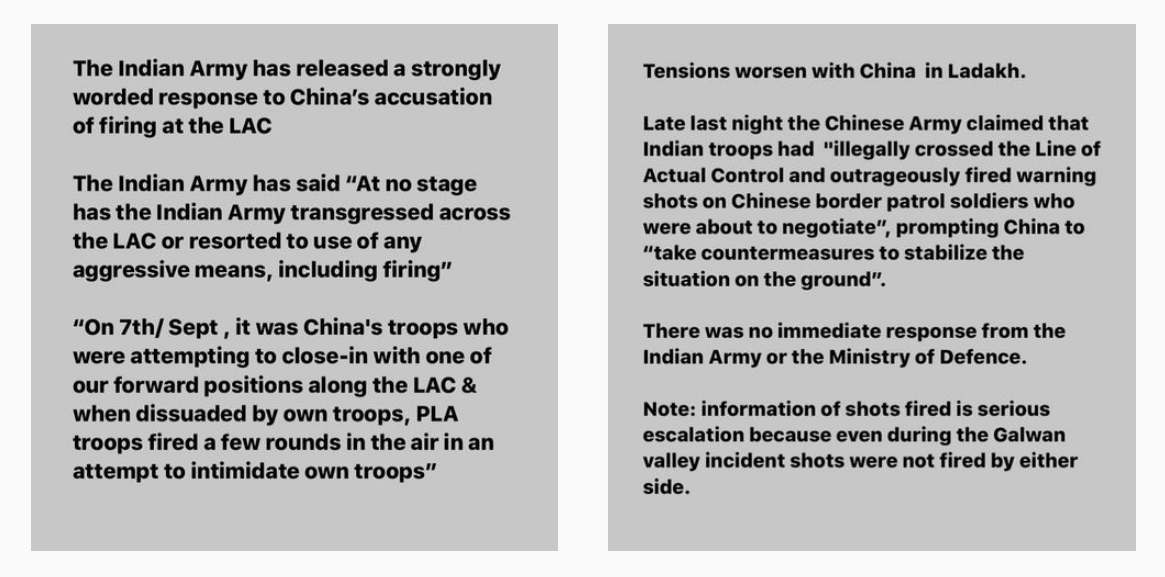 The Indian Army has released a strongly
worded response to China’s accusation
of firing at the LAC
The Indian Army has said “At no stage
has the Indian Army transgressed across
the LAC or resorted to use of any
aggressive means, including firing”
“On 7th/ Sept , it was China's troops who
were attempting to close-in with one of
our forward positions along the LAC &
when dissuaded by own troops, PLA
troops fired a few rounds in the air in an
attempt to intimidate own troops”
Tensions worsen with China in Ladakh.
Late last night the Chinese Army claimed that
Indian troops had "illegally crossed the Line of
Actual Control and outrageously fired warning
shots on Chinese border patrol soldiers who
were about to negotiate”, prompting China to
“take countermeasures to stabilize the
situation on the ground”.
There was no immediate response from the
Indian Army or the Ministry of Defence.
Note: information of shots fired is serious
escalation because even during the Galwan
valley incident shots were not fired by either
side.